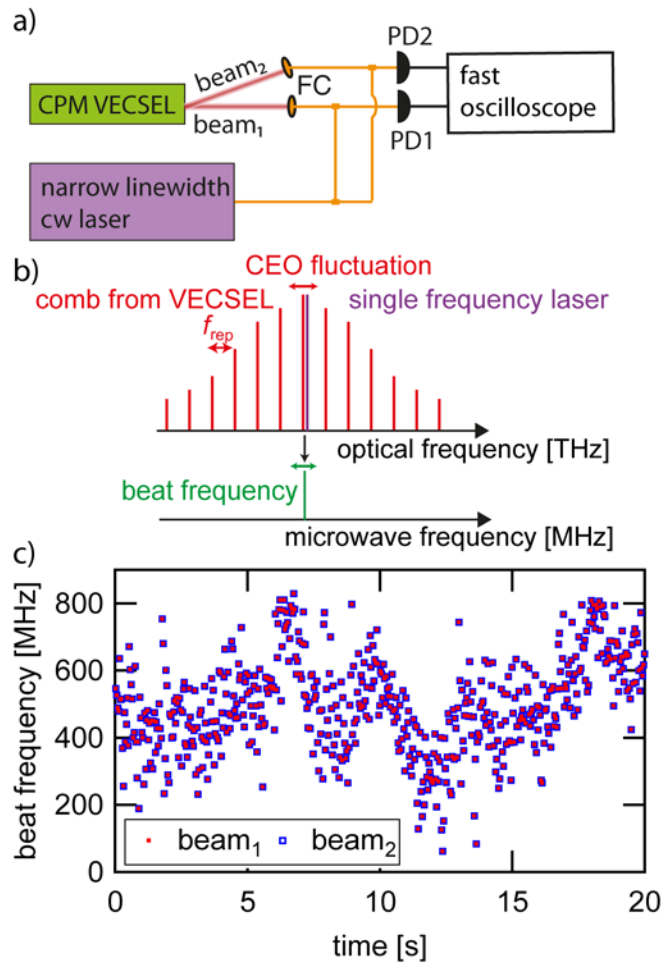 a)
beam₂
FC
PD2
fast
oscilloscope
CPM VECSEL
beam₁
PD1
narrow linewidth
cw laser
b)
CEO fluctuation
comb from VECSEL
single frequency laser
f_rep
optical frequency [THz]
beat frequency
microwave frequency [MHz]
c)
beat frequency [MHz]
800
600
400
200
0
beam₁ beam₂
0 5 10 15 20
time [s]